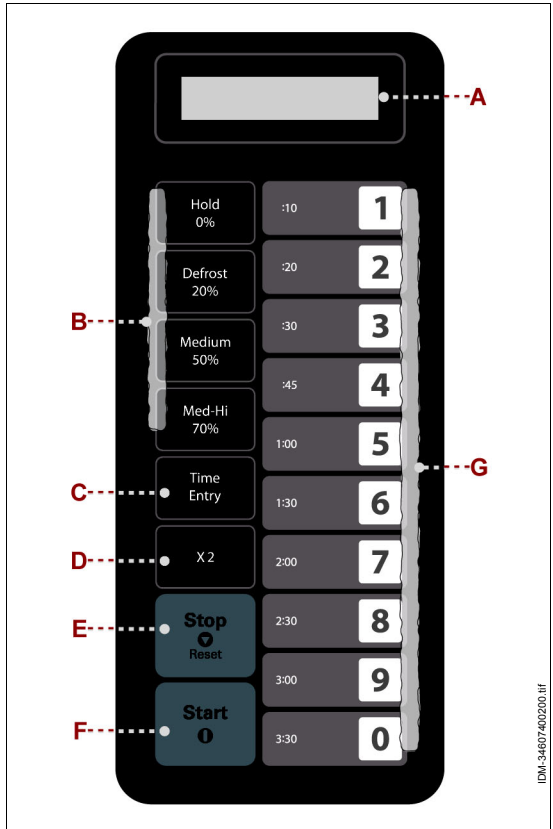 A
Hold
0%
Defrost
20%
Medium
50%
Med-Hi
70%
Time
Entry
X 2
Stop
Reset
Start
:10 1
:20 2
:30 3
:45 4
1:00 5
1:30 6
2:00 7
2:30 8
3:00 9
3:30 0
B
C
D
E
F
G
IDM-34607400200.tif